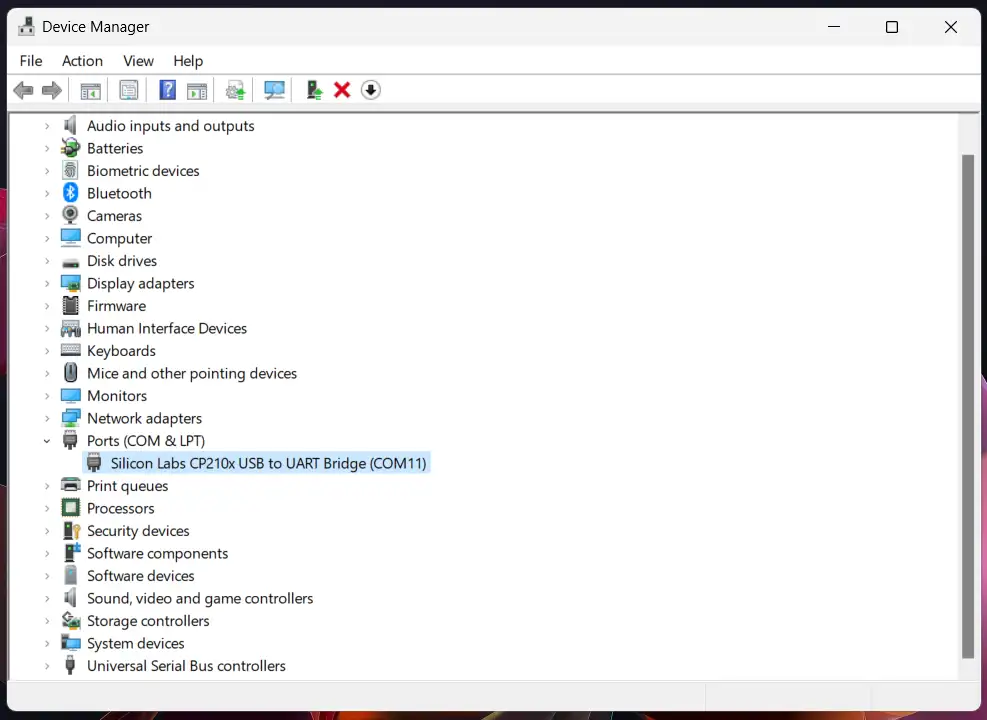 Device Manager
File Action View Help
Audio inputs and outputs
Batteries
Biometric devices
Bluetooth
Cameras
Computer
Disk drives
Display adapters
Firmware
Human Interface Devices
Keyboards
Mice and other pointing devices
Monitors
Network adapters
Ports (COM & LPT)
Silicon Labs CP210x USB to UART Bridge (COM11)
Print queues
Processors
Security devices
Software components
Software devices
Sound, video and game controllers
Storage controllers
System devices
Universal Serial Bus controllers